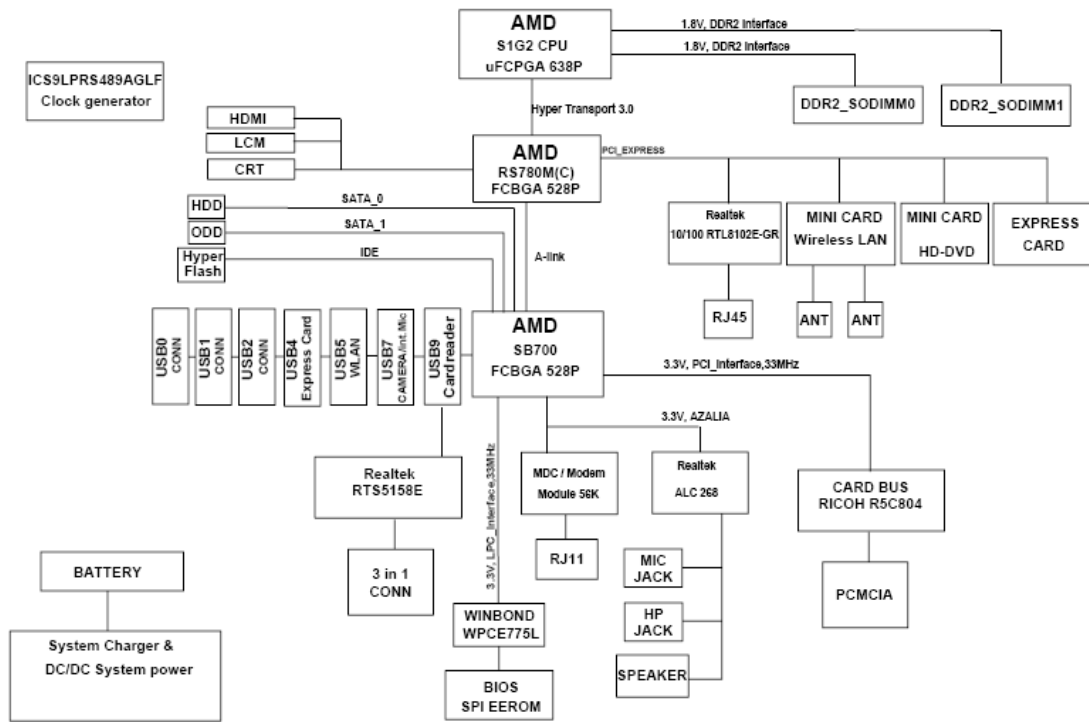 AMD
S1G2 CPU
uFCPGA 638P
1.8V, DDR2 Interface
1.8V, DDR2 Interface
ICS9LPRS489AGLF
Clock generator
DDR2_SODIMM0
DDR2_SODIMM1
Hyper Transport 3.0
HDMI
LCM
CRT
AMD
RS780M(C)
FCBGA 528P
PCI_EXPRESS
HDD
ODD
Hyper
Flash
SATA_0
SATA_1
IDE
A-link
Realtek
10/100 RTL8102E-GR
MINI CARD
Wireless LAN
MINI CARD
HD-DVD
EXPRESS
CARD
RJ45
ANT
ANT
USB0
CONN
USB1
CONN
USB2
CONN
USB4
Express Card
USB5
WLAN
USB7
CAMERA/int.Mic
USB9
Cardreader
AMD
SB700
FCBGA 528P
3.3V, PCI_Interface,33MHz
3.3V, AZALIA
3.3V, LPC_Interface,33MHz
Realtek
RTS5158E
MDC / Modem
Module 56K
Realtek
ALC 268
CARD BUS
RICOH R5C804
3 in 1
CONN
RJ11
MIC
JACK
HP
JACK
SPEAKER
PCMCIA
BATTERY
System Charger &
DC/DC System power
WINBOND
WPCE775L
BIOS
SPI EEROM